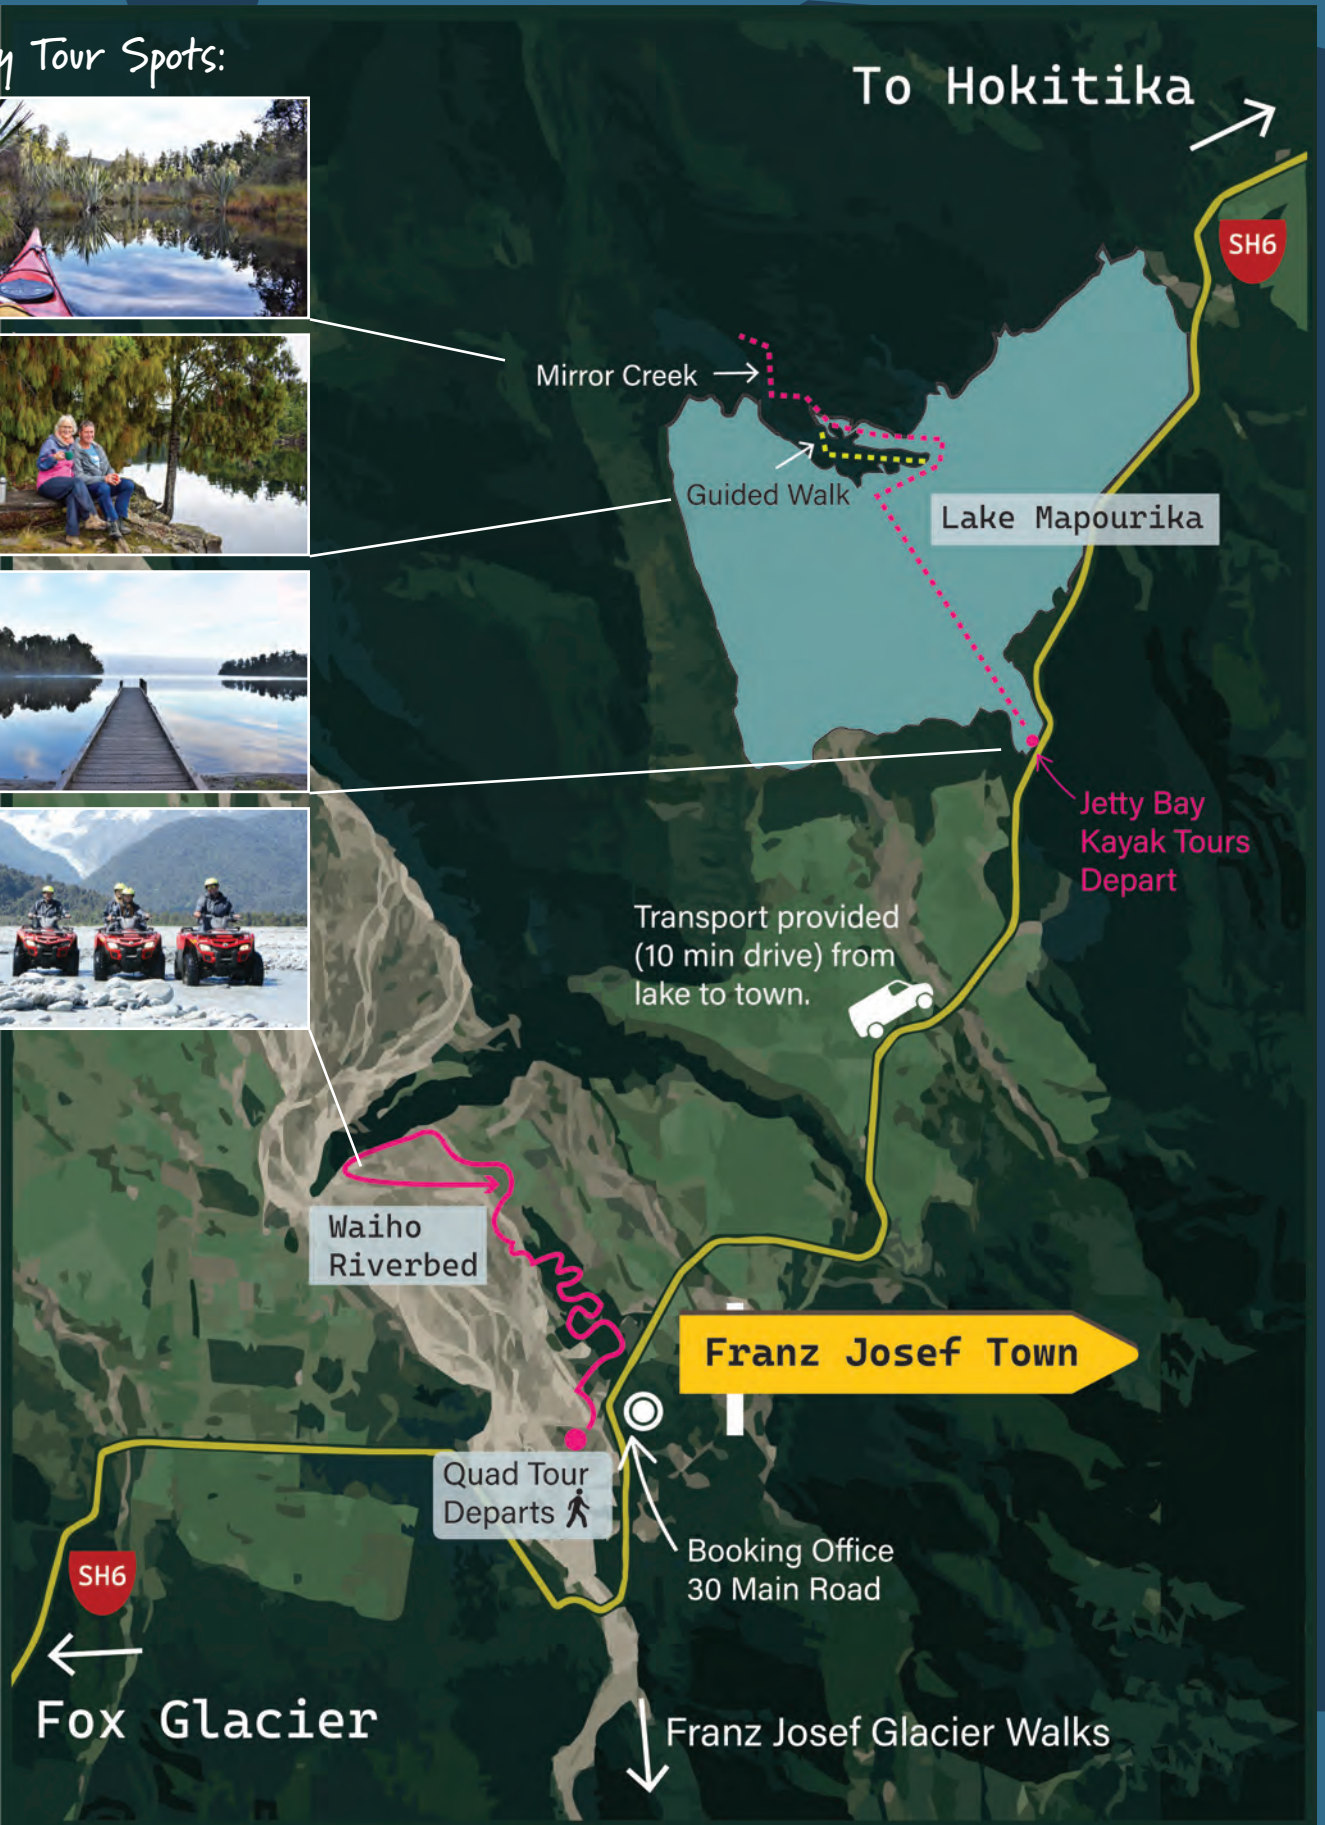 Tour Spots:
To Hokitika
SH6
Mirror Creek
Guided Walk
Lake Mapourika
Jetty Bay
Kayak Tours
Depart
Transport provided
(10 min drive) from
lake to town.
Waiho
Riverbed
Franz Josef Town
Quad Tour
Departs
Booking Office
30 Main Road
SH6
Fox Glacier
Franz Josef Glacier Walks